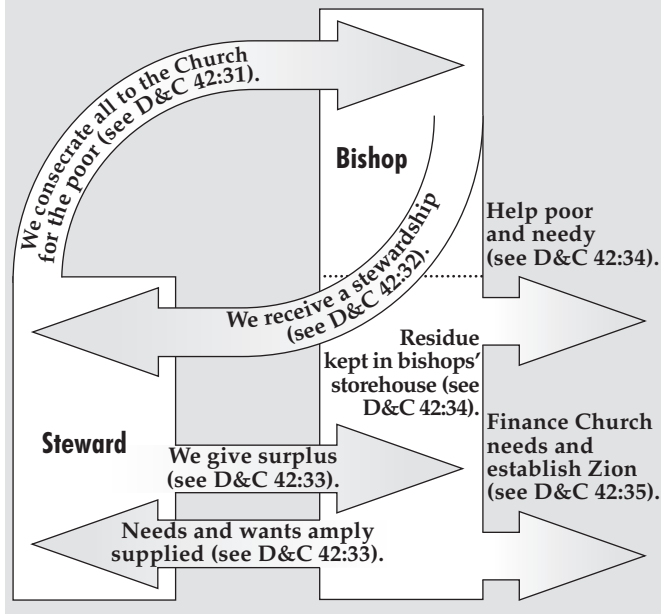 We consecrate all to the Church
for the poor (see D&C 42:31).
Bishop
Help poor
and needy
(see D&C 42:34).
We receive a stewardship
(see D&C 42:32).
Residue
kept in bishops’
storehouse (see
D&C 42:34).
Steward
We give surplus
(see D&C 42:33).
Finance Church
needs and
establish Zion
(see D&C 42:35).
Needs and wants amply
supplied (see D&C 42:33).